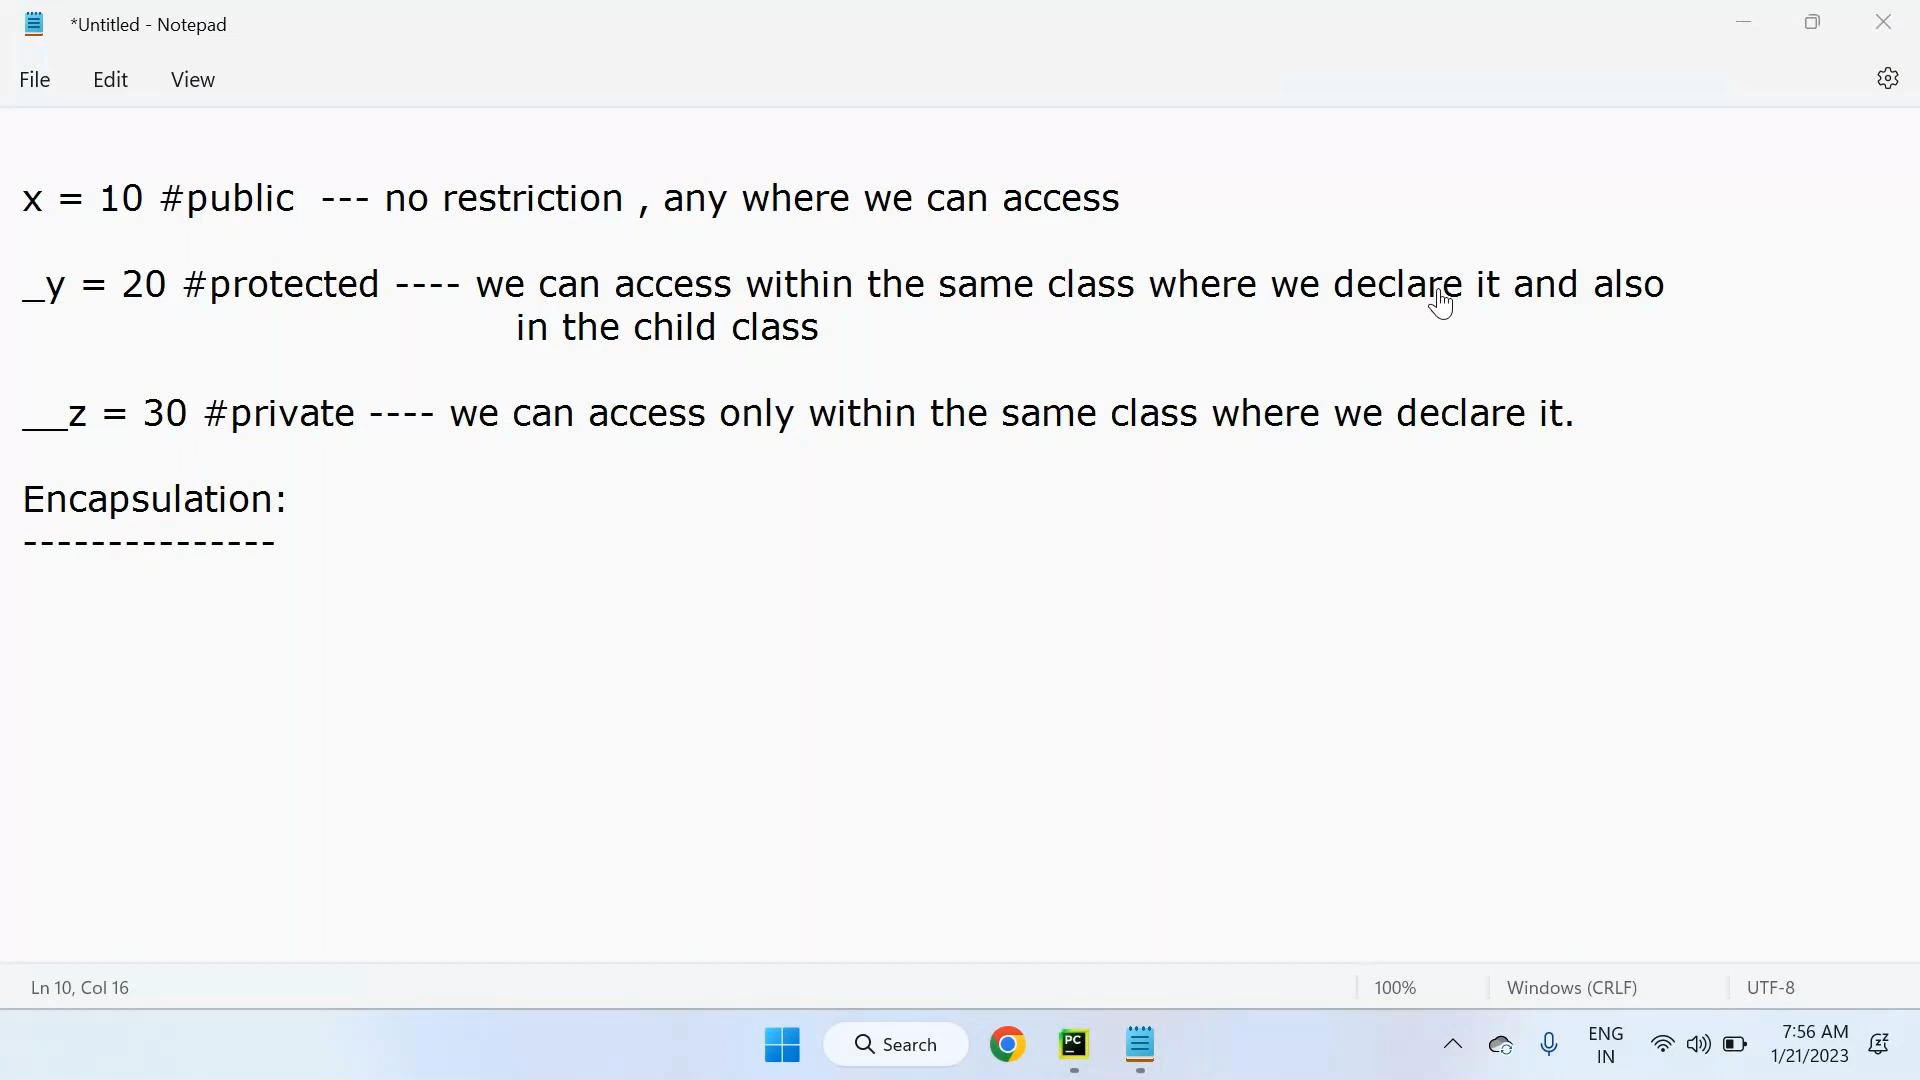 *Untitled - Notepad
File Edit View
x = 10 #public --- no restriction , any where we can access
_y = 20 #protected ---- we can access within the same class where we declare it and also
in the child class
__z = 30 #private ---- we can access only within the same class where we declare it.
Encapsulation:
---------------
Ln 10, Col 16 100% Windows (CRLF) UTF-8
Search PC ENG 7:56 AM
IN 1/21/2023